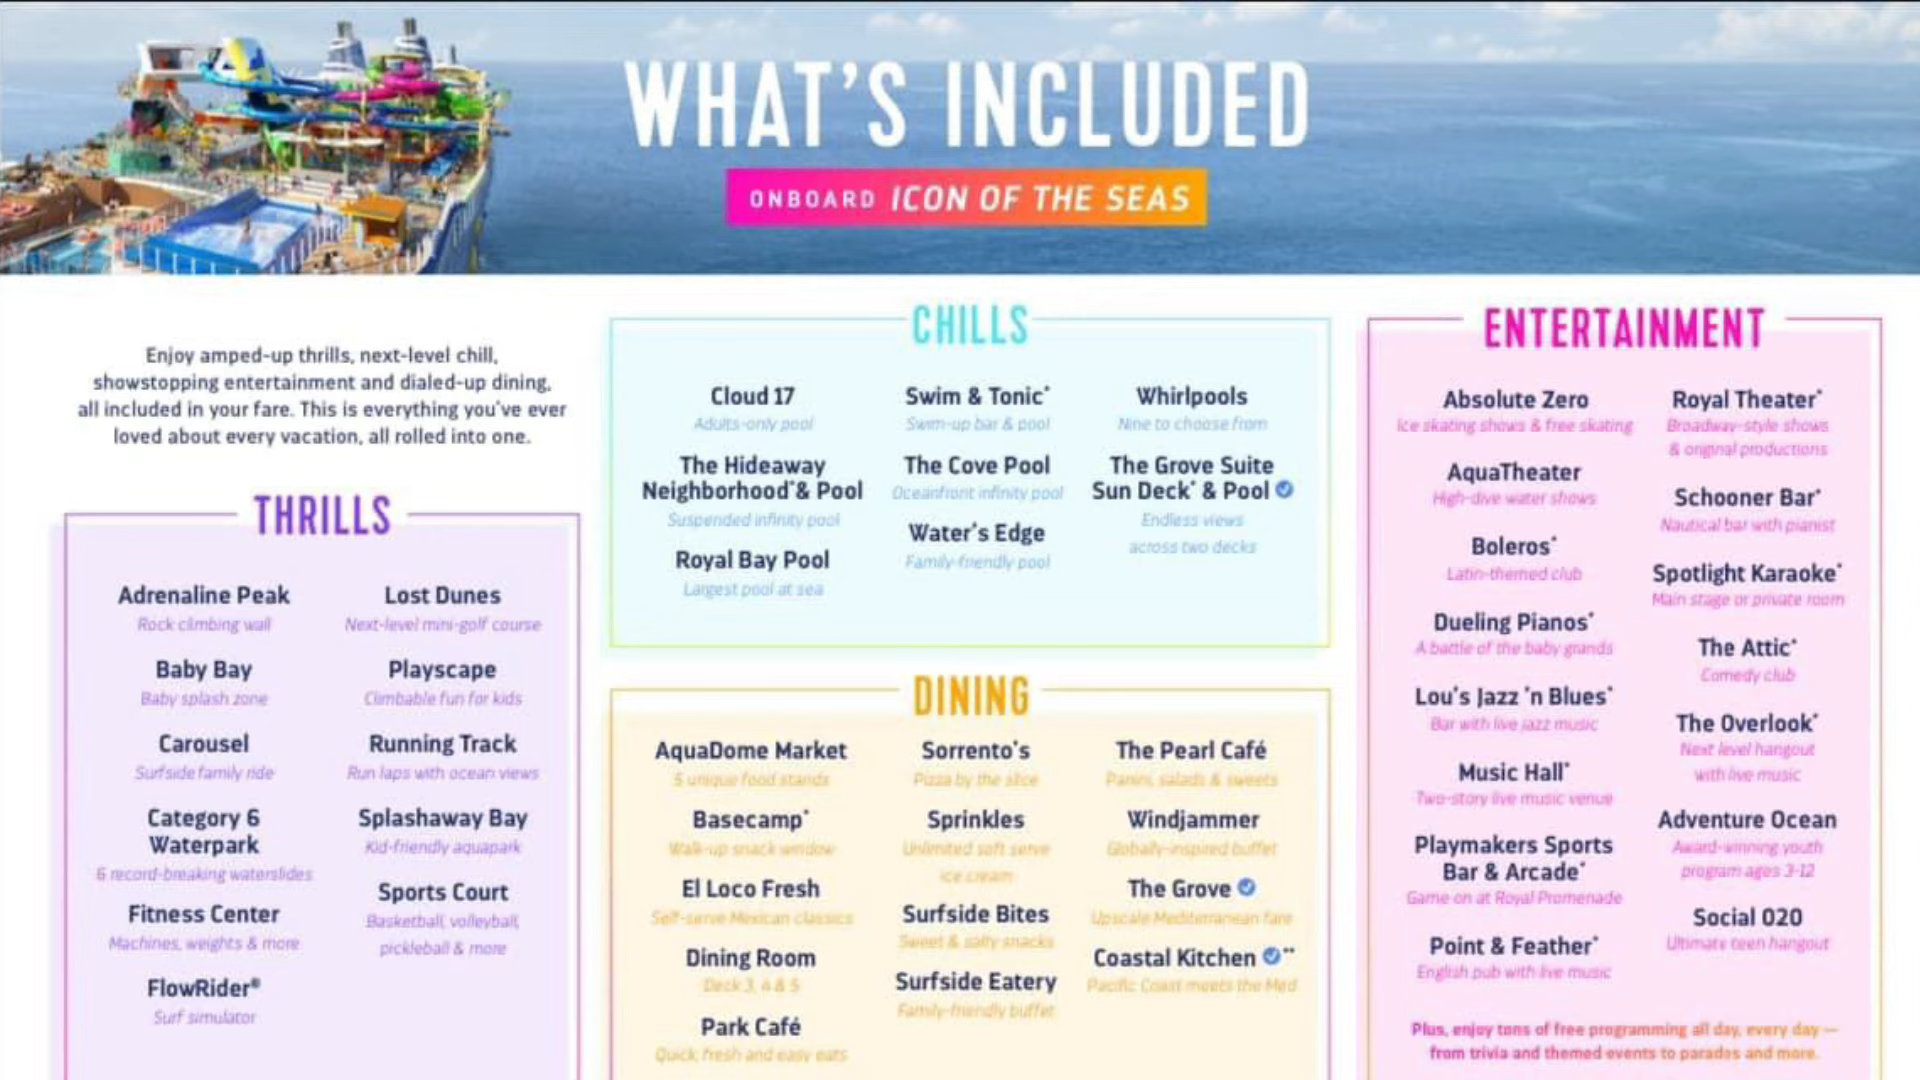 WHAT'S INCLUDED
ONBOARD ICON OF THE SEAS
Enjoy amped-up thrills, next-level chill,
showstopping entertainment and dialed-up dining,
all included in your fare. This is everything you've ever
loved about every vacation, all rolled into one.
THRILLS
Adrenaline Peak
Rock climbing wall
Baby Bay
Baby splash zone
Carousel
Surfside family ride
Category 6
Waterpark
6 record-breaking waterslides
Fitness Center
Machines, weights & more
FlowRider®
Surf simulator
Lost Dunes
Next-level mini-golf course
Playscape
Climbable fun for kids
Running Track
Run laps with ocean views
Splashaway Bay
Kid-friendly aquapark
Sports Court
Basketball, volleyball,
pickleball & more
CHILLS
Cloud 17
Adults-only pool
The Hideaway
Neighborhood*& Pool
Suspended infinity pool
Royal Bay Pool
Largest pool at sea
Swim & Tonic*
Swim-up bar & pool
The Cove Pool
Oceanfront infinity pool
Water's Edge
Family-friendly pool
Whirlpools
Nine to choose from
The Grove Suite
Sun Deck* & Pool
Endless views
across two decks
DINING
AquaDome Market
5 unique food stands
Basecamp*
Walk-up snack window
El Loco Fresh
Self-serve Mexican classics
Dining Room
Deck 3, 4 & 5
Park Café
Quick, fresh and easy eats
Sorrento's
Pizza by the slice
Sprinkles
Unlimited soft serve
ice cream
Surfside Bites
Sweet & salty snacks
Surfside Eatery
Family-friendly buffet
The Pearl Café
Panini, salads & sweets
Windjammer
Globally-inspired buffet
The Grove
Upscale Mediterranean fare
Coastal Kitchen **
Pacific Coast meets the Med
ENTERTAINMENT
Absolute Zero
Ice skating shows & free skating
AquaTheater
High-dive water shows
Boleros*
Latin-themed club
Dueling Pianos*
A battle of the baby grands
Lou's Jazz 'n Blues*
Bar with live jazz music
Music Hall*
Two-story live music venue
Playmakers Sports
Bar & Arcade*
Game on at Royal Promenade
Point & Feather*
English pub with live music
Royal Theater*
Broadway-style shows
& original productions
Schooner Bar*
Nautical bar with pianist
Spotlight Karaoke*
Main stage or private room
The Attic*
Comedy club
The Overlook*
Next level hangout
with live music
Adventure Ocean
Award-winning youth
program ages 3-12
Social 020
Ultimate teen hangout
Plus, enjoy tons of free programming all day, every day —
from trivia and themed events to parades and more.